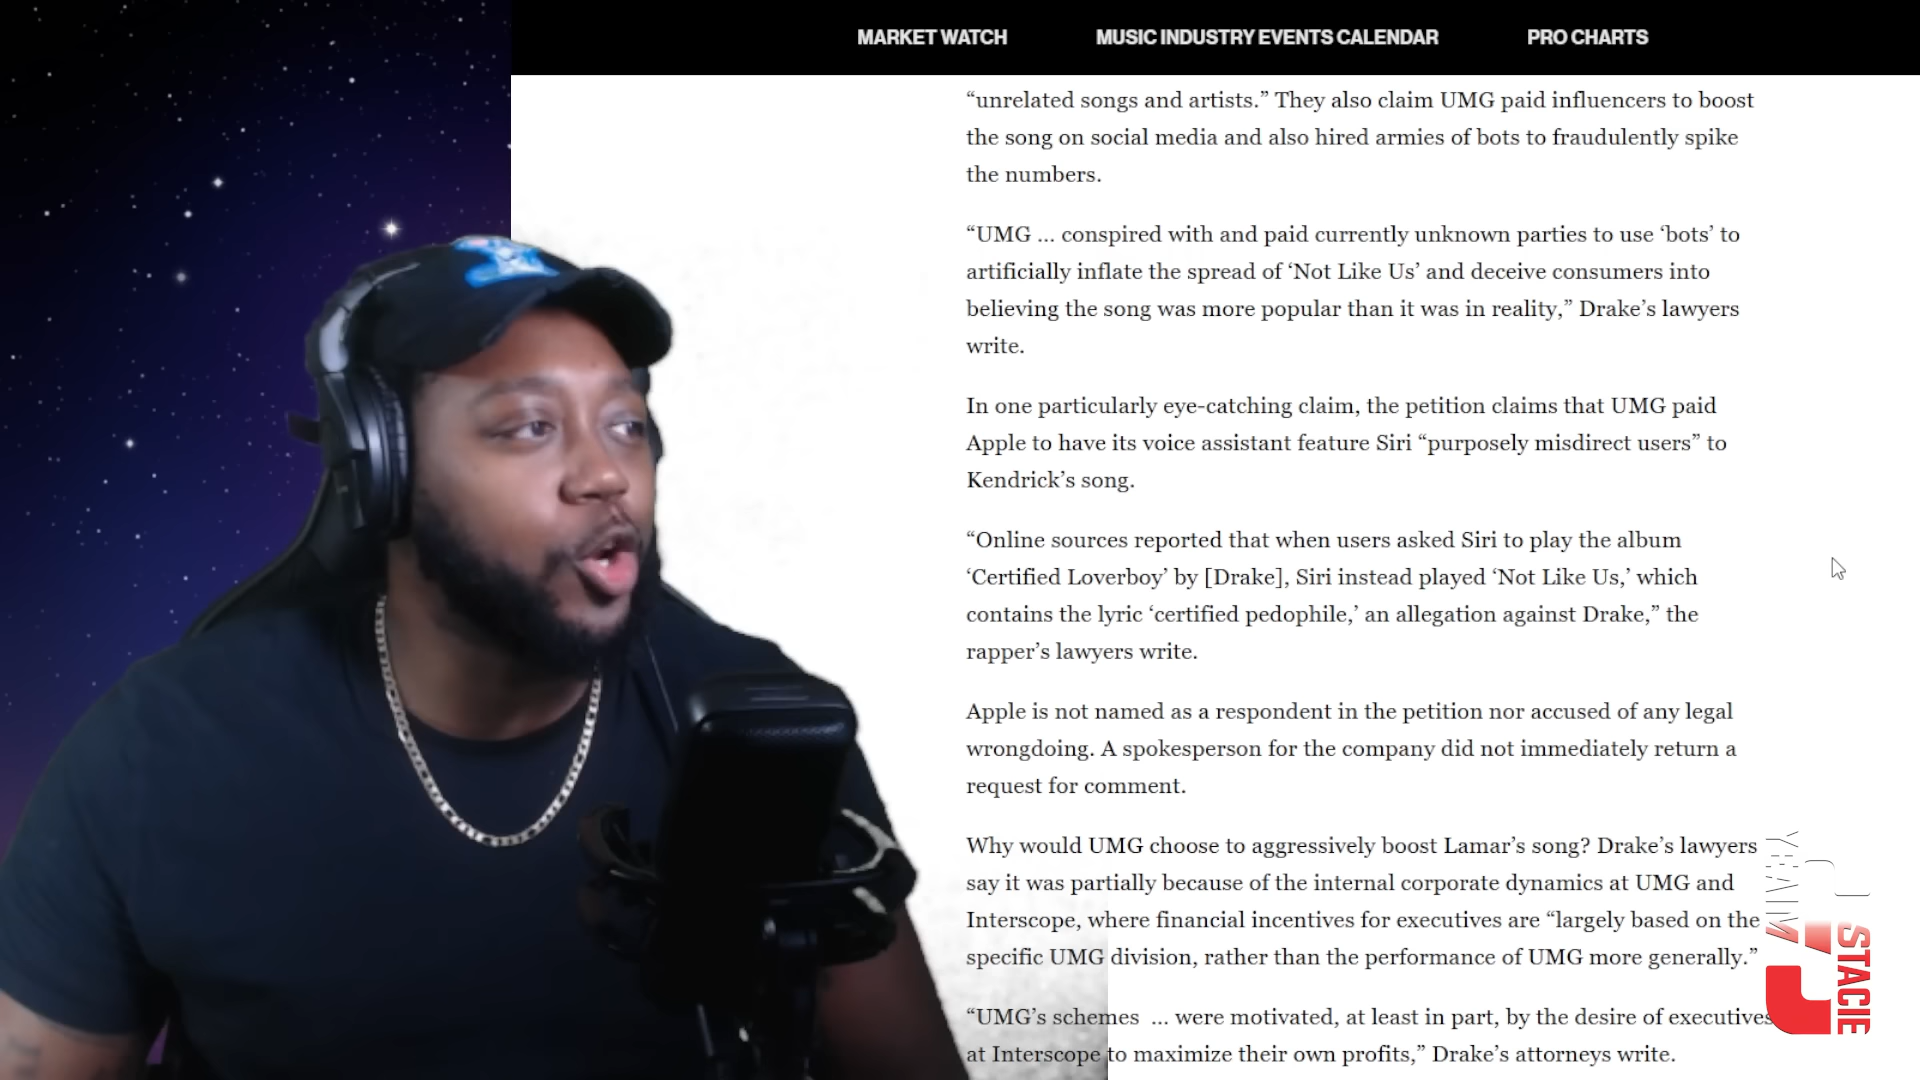 MARKET WATCH MUSIC INDUSTRY EVENTS CALENDAR PRO CHARTS
“unrelated songs and artists.” They also claim UMG paid influencers to boost
the song on social media and also hired armies of bots to fraudulently spike
the numbers.
“UMG … conspired with and paid currently unknown parties to use ‘bots’ to
artificially inflate the spread of ‘Not Like Us’ and deceive consumers into
believing the song was more popular than it was in reality,” Drake’s lawyers
write.
In one particularly eye-catching claim, the petition claims that UMG paid
Apple to have its voice assistant feature Siri “purposely misdirect users” to
Kendrick’s song.
“Online sources reported that when users asked Siri to play the album
‘Certified Loverboy’ by [Drake], Siri instead played ‘Not Like Us,’ which
contains the lyric ‘certified pedophile,’ an allegation against Drake,” the
rapper’s lawyers write.
Apple is not named as a respondent in the petition nor accused of any legal
wrongdoing. A spokesperson for the company did not immediately return a
request for comment.
Why would UMG choose to aggressively boost Lamar’s song? Drake’s lawyers
say it was partially because of the internal corporate dynamics at UMG and
Interscope, where financial incentives for executives are “largely based on the
specific UMG division, rather than the performance of UMG more generally.”
“UMG’s schemes … were motivated, at least in part, by the desire of executives
at Interscope to maximize their own profits,” Drake’s attorneys write.
STACIE